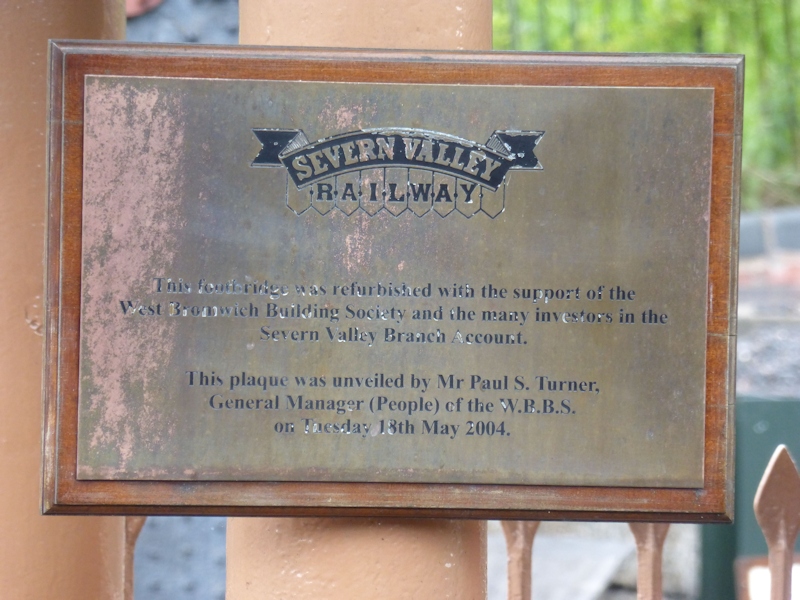 SEVERN VALLEY
R·A·I·L·W·A·Y
This footbridge was refurbished with the support of the
West Bromwich Building Society and the many investors in the
Severn Valley Branch Account.
This plaque was unveiled by Mr Paul S. Turner,
General Manager (People) of the W.B.B.S.
on Tuesday 18th May 2004.